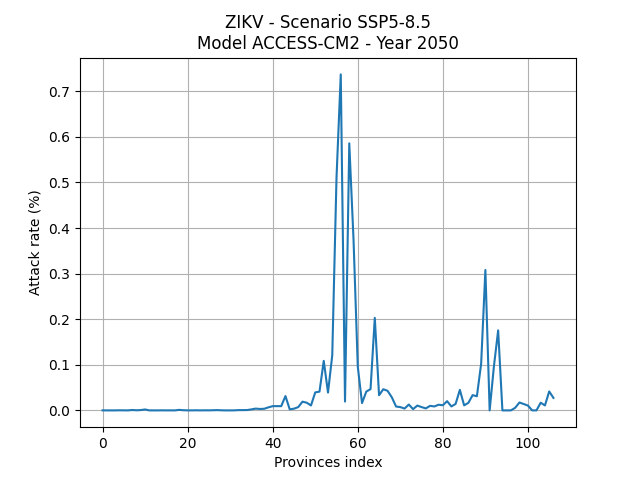 ZIKV - Scenario SSP5-8.5
Model ACCESS-CM2 - Year 2050
Attack rate (%)
0.7
0.6
0.5
0.4
0.3
0.2
0.1
0.0
0 20 40 60 80 100
Provinces index